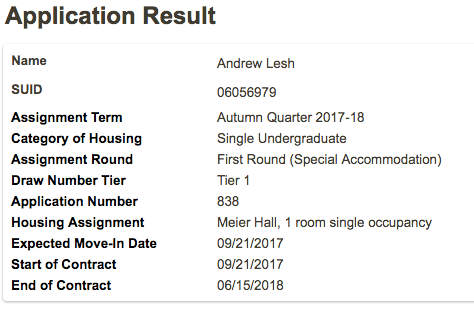 Application Result
Name Andrew Lesh
SUID 06056979
Assignment Term Autumn Quarter 2017-18
Category of Housing Single Undergraduate
Assignment Round First Round (Special Accommodation)
Draw Number Tier Tier 1
Application Number 838
Housing Assignment Meier Hall, 1 room single occupancy
Expected Move-In Date 09/21/2017
Start of Contract 09/21/2017
End of Contract 06/15/2018